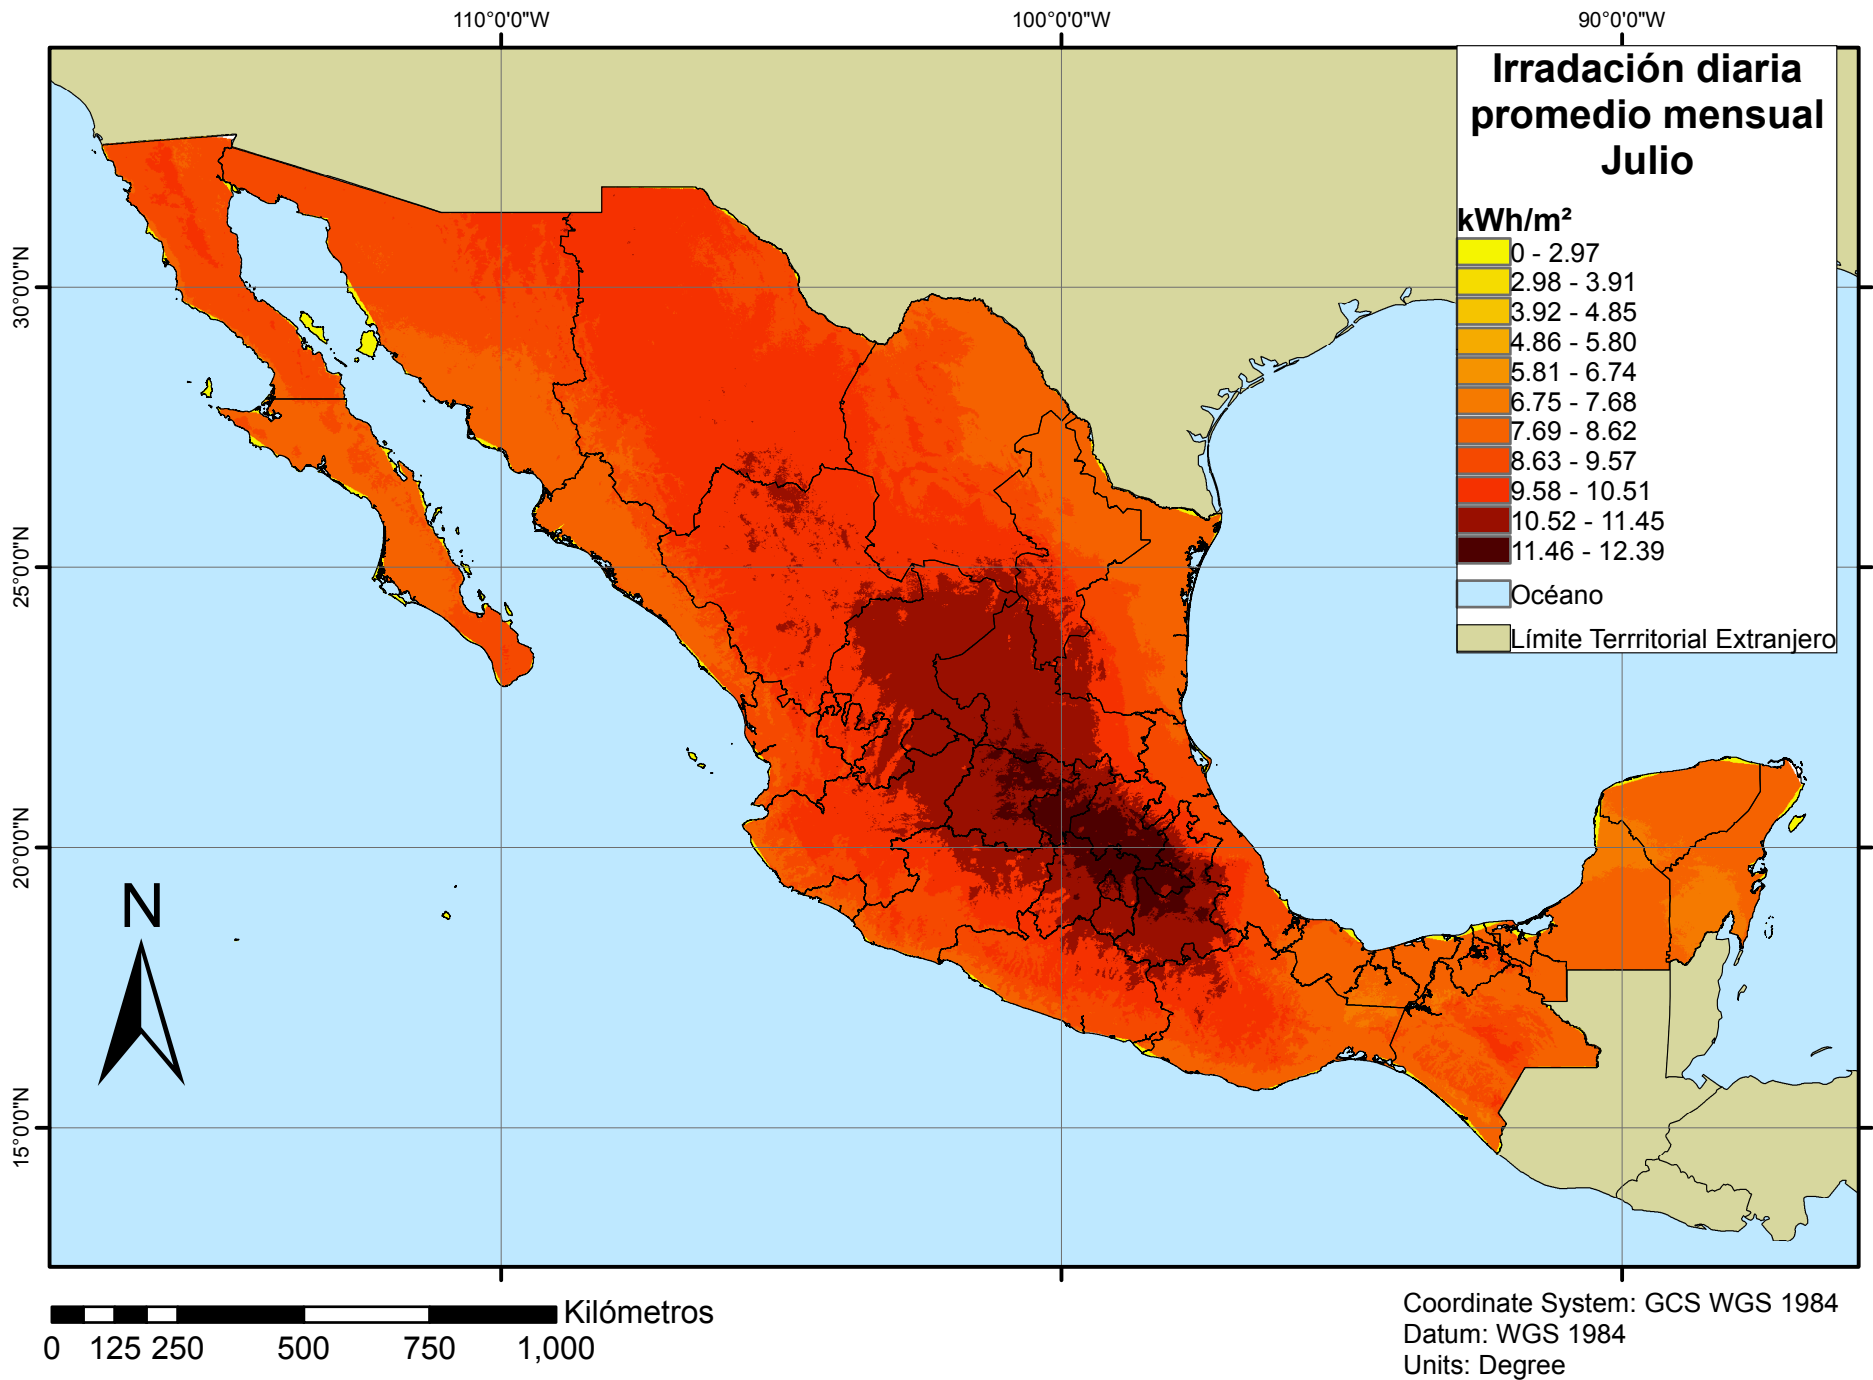 110°0'0"W
100°0'0"W
90°0'0"W
Irradación diaria
promedio mensual
Julio
kWh/m²
0 - 2.97
2.98 - 3.91
3.92 - 4.85
4.86 - 5.80
5.81 - 6.74
6.75 - 7.68
7.69 - 8.62
8.63 - 9.57
9.58 - 10.51
10.52 - 11.45
11.46 - 12.39
Océano
Límite Terrritorial Extranjero
30°0'0"N
25°0'0"N
20°0'0"N
15°0'0"N
N
Kilómetros
0 125 250 500 750 1,000
Coordinate System: GCS WGS 1984
Datum: WGS 1984
Units: Degree